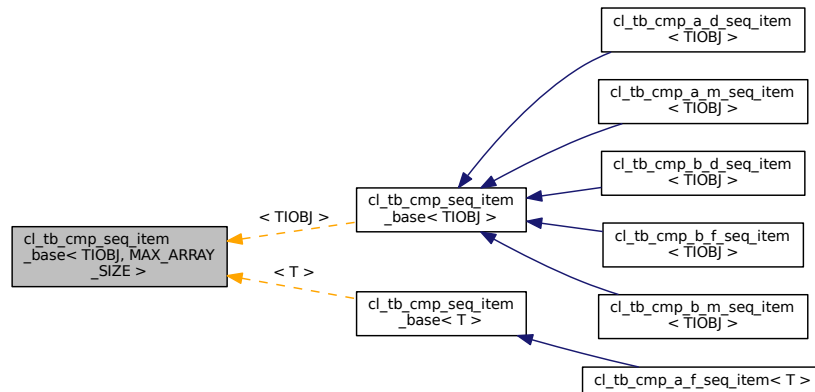 cl_tb_cmp_a_d_seq_item
< TIOBJ >
cl_tb_cmp_a_m_seq_item
< TIOBJ >
cl_tb_cmp_b_d_seq_item
< TIOBJ >
cl_tb_cmp_seq_item
_base< TIOBJ >
< TIOBJ >
cl_tb_cmp_seq_item
_base< TIOBJ, MAX_ARRAY
_SIZE >
cl_tb_cmp_b_f_seq_item
< TIOBJ >
< T >
cl_tb_cmp_seq_item
_base< T >
cl_tb_cmp_b_m_seq_item
< TIOBJ >
cl_tb_cmp_a_f_seq_item< T >